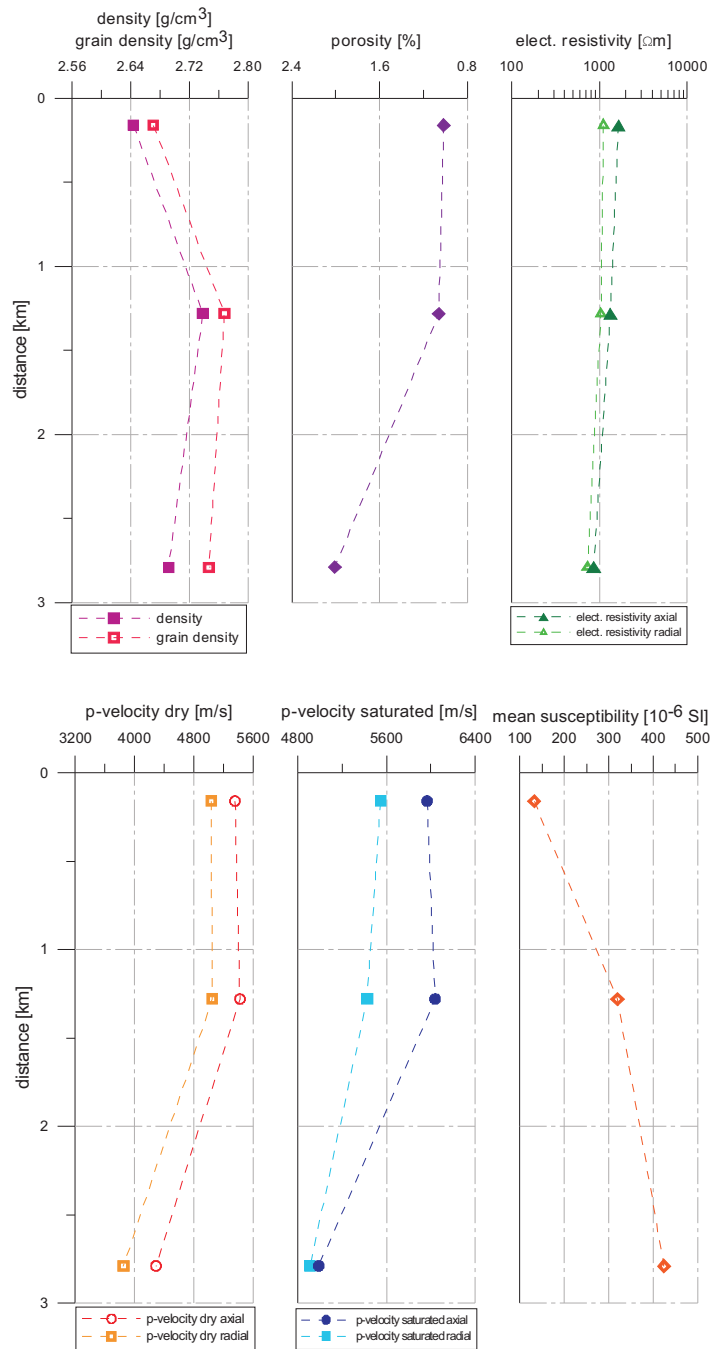 density [g/cm3]
grain density [g/cm3]
2.56 2.64 2.72 2.80
porosity [%]
2.4 1.6 0.8
elect. resistivity [Ωm]
100 1000 10000
0
1
2
3
distance [km]
density
grain density
elect. resistivity axial
elect. resistivity radial
p-velocity dry [m/s]
3200 4000 4800 5600
p-velocity saturated [m/s]
4800 5600 6400
mean susceptibility [10-6 SI]
100 200 300 400 500
0
1
2
3
distance [km]
p-velocity dry axial
p-velocity dry radial
p-velocity saturated axial
p-velocity saturated radial